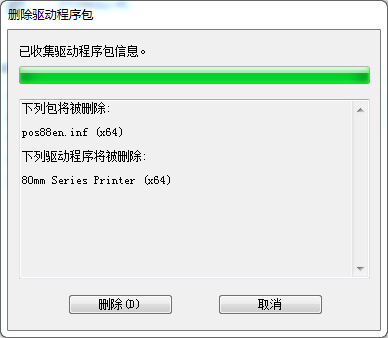 删除驱动程序包
已收集驱动程序包信息。
下列包将被删除:
pos88en.inf (x64)
下列驱动程序将被删除:
80mm Series Printer (x64)
删除(D)
取消